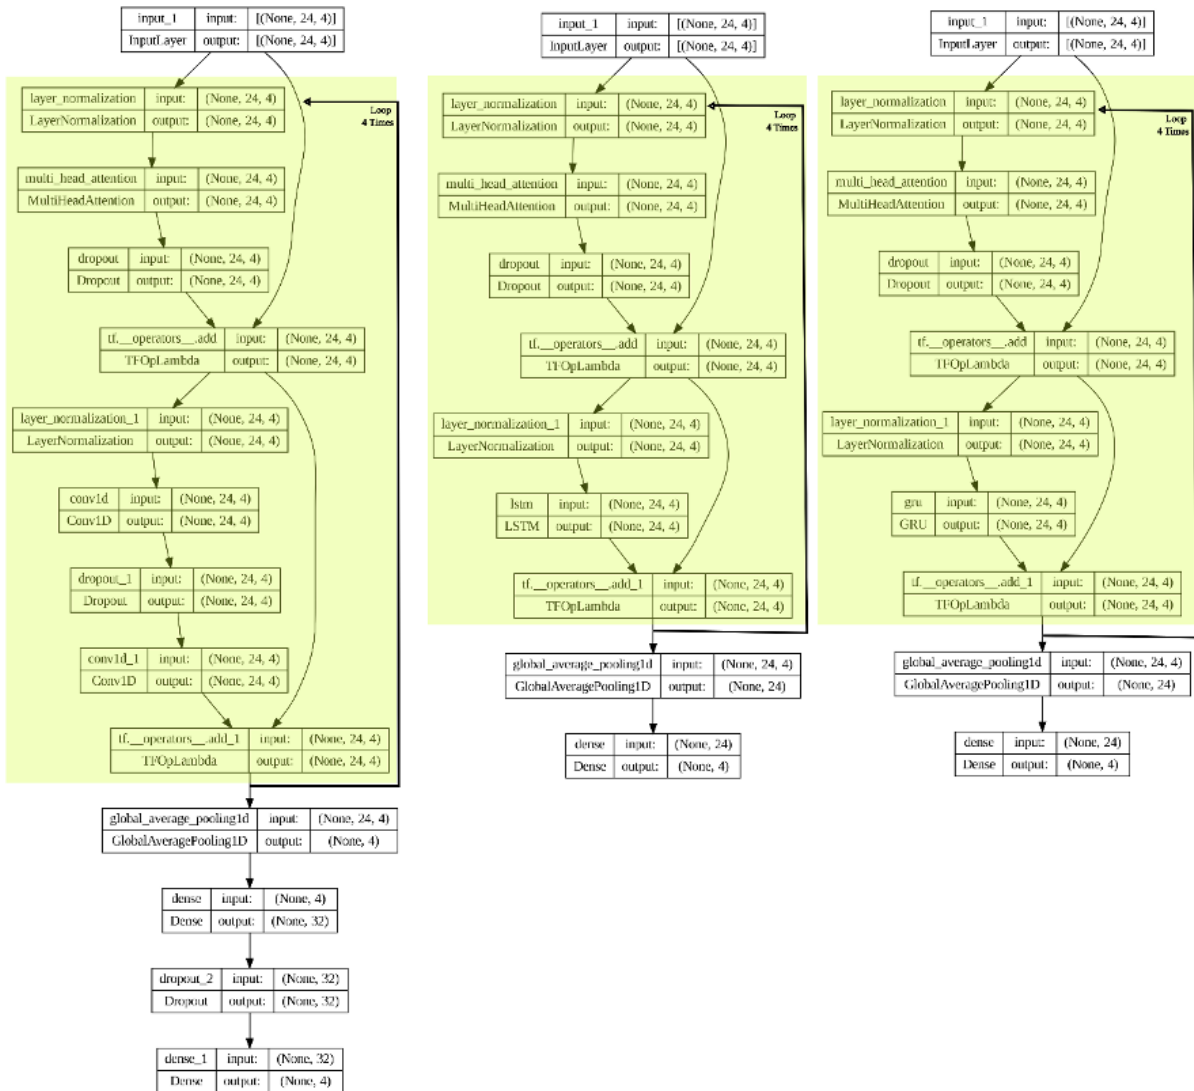 input_1 input: [(None, 24, 4)]
InputLayer output: [(None, 24, 4)]
layer_normalization input: (None, 24, 4)
LayerNormalization output: (None, 24, 4)
Loop
4 Times
multi_head_attention input: (None, 24, 4)
MultiHeadAttention output: (None, 24, 4)
dropout input: (None, 24, 4)
Dropout output: (None, 24, 4)
tf.__operators__.add input: (None, 24, 4)
TFOpLambda output: (None, 24, 4)
layer_normalization_1 input: (None, 24, 4)
LayerNormalization output: (None, 24, 4)
conv1d input: (None, 24, 4)
Conv1D output: (None, 24, 4)
dropout_1 input: (None, 24, 4)
Dropout output: (None, 24, 4)
conv1d_1 input: (None, 24, 4)
Conv1D output: (None, 24, 4)
tf.__operators__.add_1 input: (None, 24, 4)
TFOpLambda output: (None, 24, 4)
global_average_pooling1d input: (None, 24, 4)
GlobalAveragePooling1D output: (None, 4)
dense input: (None, 4)
Dense output: (None, 32)
dropout_2 input: (None, 32)
Dropout output: (None, 32)
dense_1 input: (None, 32)
Dense output: (None, 4)
input_1 input: [(None, 24, 4)]
InputLayer output: [(None, 24, 4)]
layer_normalization input: (None, 24, 4)
LayerNormalization output: (None, 24, 4)
Loop
4 Times
multi_head_attention input: (None, 24, 4)
MultiHeadAttention output: (None, 24, 4)
dropout input: (None, 24, 4)
Dropout output: (None, 24, 4)
tf.__operators__.add input: (None, 24, 4)
TFOpLambda output: (None, 24, 4)
layer_normalization_1 input: (None, 24, 4)
LayerNormalization output: (None, 24, 4)
lstm input: (None, 24, 4)
LSTM output: (None, 24, 4)
tf.__operators__.add_1 input: (None, 24, 4)
TFOpLambda output: (None, 24, 4)
global_average_pooling1d input: (None, 24, 4)
GlobalAveragePooling1D output: (None, 24)
dense input: (None, 24)
Dense output: (None, 4)
input_1 input: [(None, 24, 4)]
InputLayer output: [(None, 24, 4)]
layer_normalization input: (None, 24, 4)
LayerNormalization output: (None, 24, 4)
Loop
4 Times
multi_head_attention input: (None, 24, 4)
MultiHeadAttention output: (None, 24, 4)
dropout input: (None, 24, 4)
Dropout output: (None, 24, 4)
tf.__operators__.add input: (None, 24, 4)
TFOpLambda output: (None, 24, 4)
layer_normalization_1 input: (None, 24, 4)
LayerNormalization output: (None, 24, 4)
gru input: (None, 24, 4)
GRU output: (None, 24, 4)
tf.__operators__.add_1 input: (None, 24, 4)
TFOpLambda output: (None, 24, 4)
global_average_pooling1d input: (None, 24, 4)
GlobalAveragePooling1D output: (None, 24)
dense input: (None, 24)
Dense output: (None, 4)